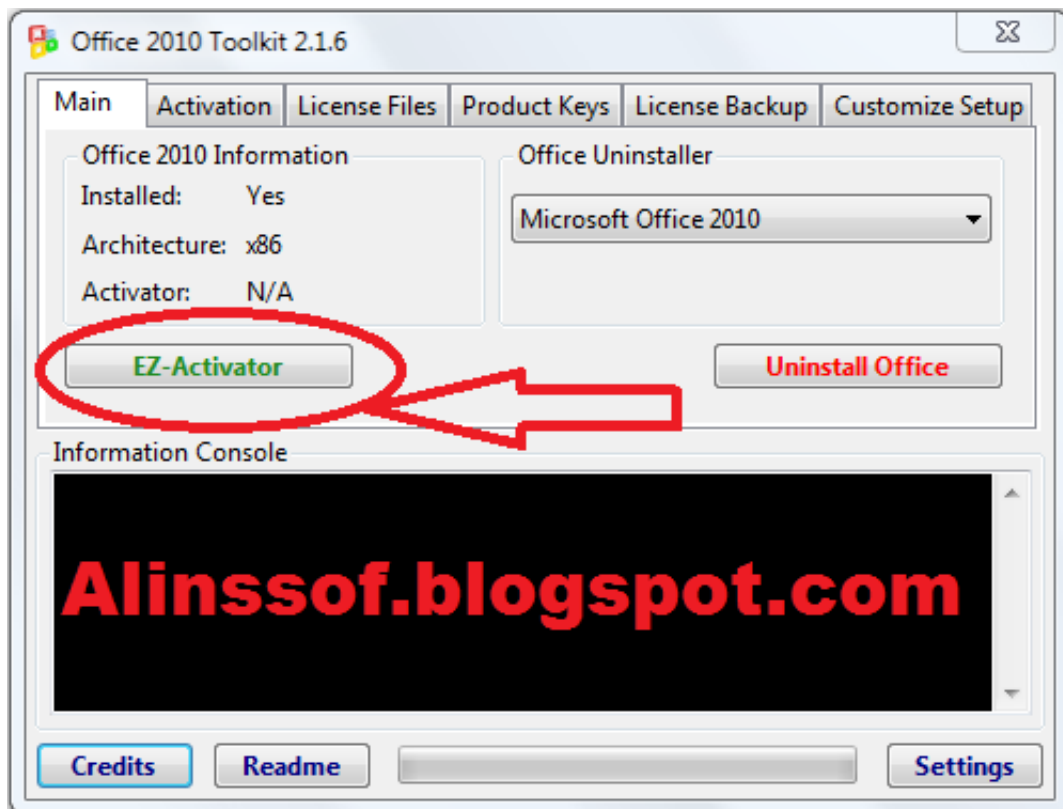 Office 2010 Toolkit 2.1.6
Main Activation License Files Product Keys License Backup Customize Setup
Office 2010 Information
Installed: Yes
Architecture: x86
Activator: N/A
EZ-Activator
Office Uninstaller
Microsoft Office 2010
Uninstall Office
Information Console
Alinssof.blogspot.com
Credits Readme Settings